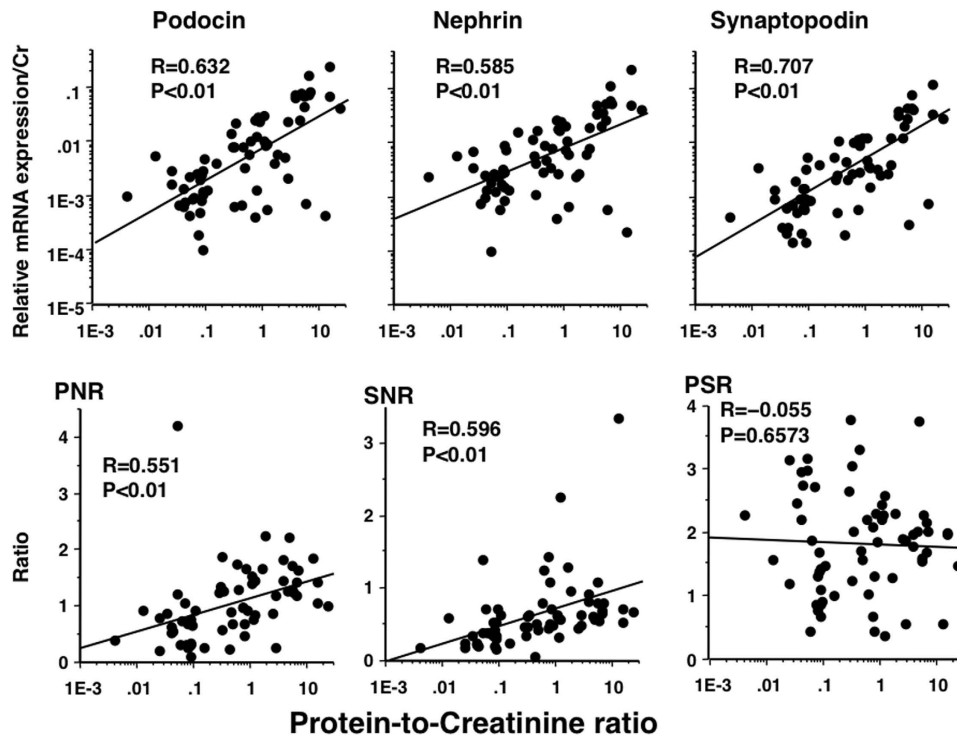 Podocin
Nephrin
Synaptopodin
Relative mRNA expression/Cr
R=0.632
P<0.01
.1
.01
1E-3
1E-4
1E-5
1E-3 .01 .1 1 10
R=0.585
P<0.01
1E-3 .01 .1 1 10
R=0.707
P<0.01
1E-3 .01 .1 1 10
PNR
Ratio
R=0.551
P<0.01
4
3
2
1
0
1E-3 .01 .1 1 10
SNR
R=0.596
P<0.01
3
2
1
0
1E-3 .01 .1 1 10
PSR
R=−0.055
P=0.6573
4
3
2
1
0
1E-3 .01 .1 1 10
Protein-to-Creatinine ratio